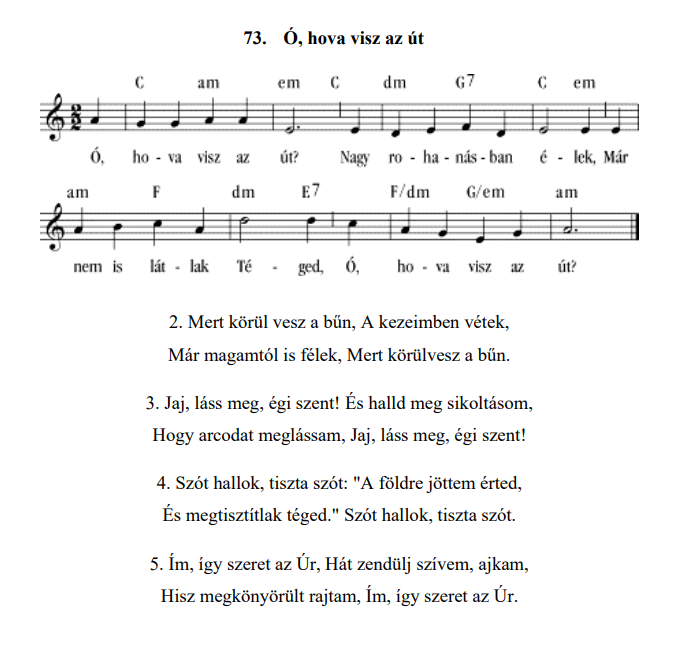 73. Ó, hova visz az út
C am em C dm G7 C em
2 2
Ó, ho - va visz az út? Nagy ro - ha - nás - ban é - lek, Már
am F dm E7 F/dm G/em am
nem is lát - lak Té - ged, Ó, ho - va visz az út?
2. Mert körül vesz a bűn, A kezeimben vétek,
Már magamtól is félek, Mert körülvesz a bűn.
3. Jaj, láss meg, égi szent! És halld meg sikoltásom,
Hogy arcodat meglássam, Jaj, láss meg, égi szent!
4. Szót hallok, tiszta szót: "A földre jöttem érted,
És megtisztítlak téged." Szót hallok, tiszta szót.
5. Ím, így szeret az Úr, Hát zendülj szívem, ajkam,
Hisz megkönyörült rajtam, Ím, így szeret az Úr.